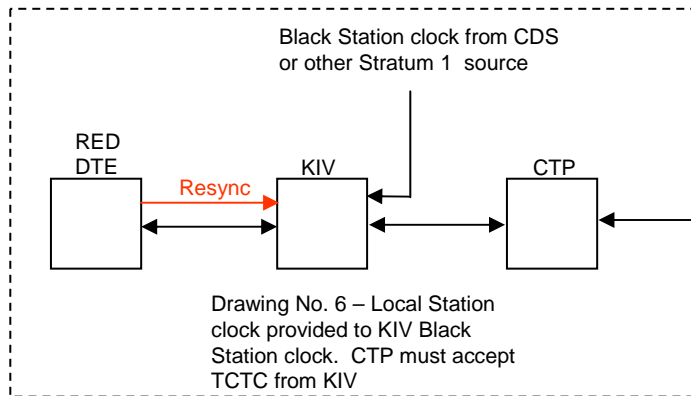 Black Station clock from CDS
or other Stratum 1 source
RED
DTE
KIV
CTP
Resync
Drawing No. 6 – Local Station
clock provided to KIV Black
Station clock. CTP must accept
TCTC from KIV